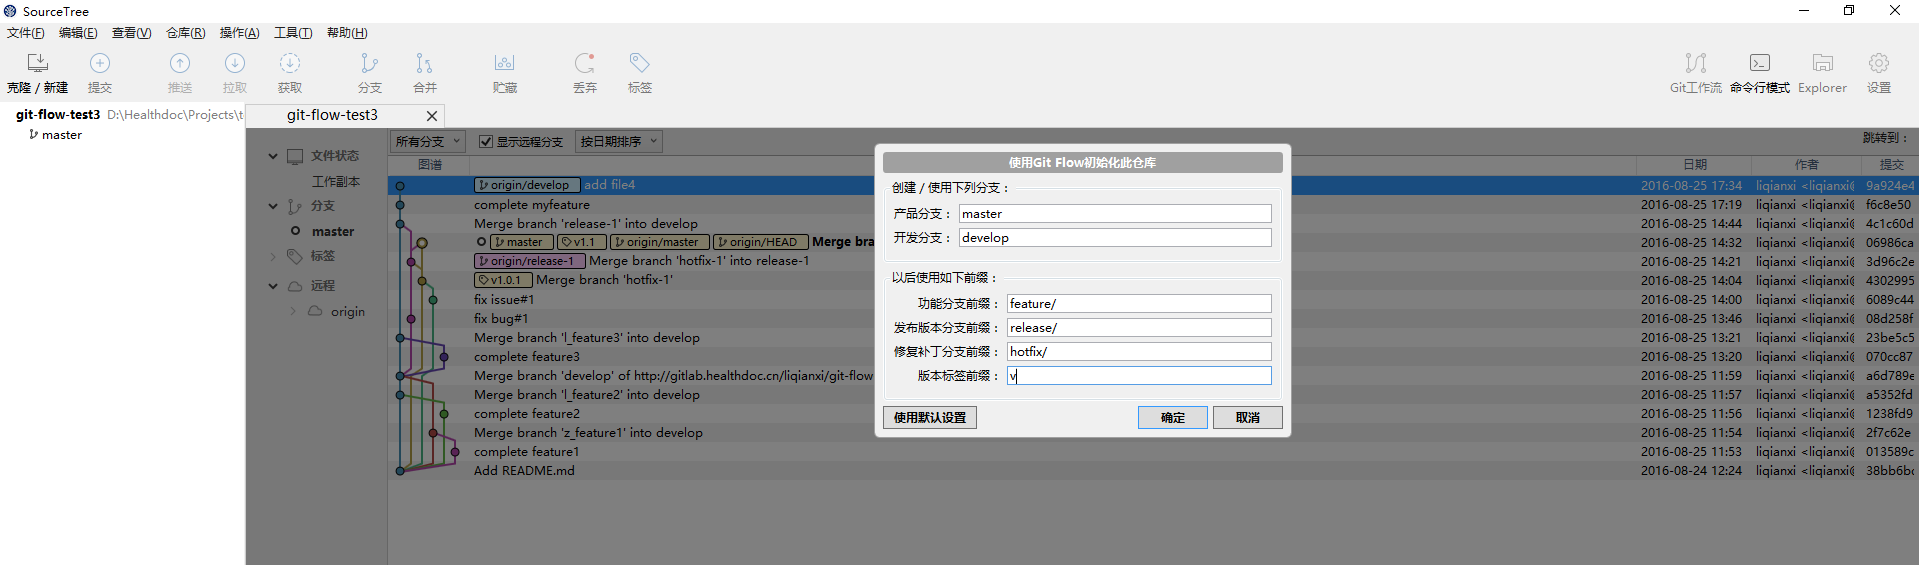 SourceTree
文件(F) 编辑(E) 查看(V) 仓库(R) 操作(A) 工具(T) 帮助(H)
克隆 / 新建 提交 推送 拉取 获取 分支 合并 贮藏 丢弃 标签 Git工作流 命令行模式 Explorer 设置
git-flow-test3 D:\Healthdoc\Projects\t
master
git-flow-test3
文件状态
工作副本
分支
master
标签
远程
origin
所有分支 显示远程分支 按日期排序 跳转到：
图谱 日期 作者 提交
origin/develop add file4 2016-08-25 17:34 liqianxi <liqianxi@ 9a924e4
complete myfeature 2016-08-25 17:19 liqianxi <liqianxi@ f6c8e50
Merge branch 'release-1' into develop 2016-08-25 14:44 liqianxi <liqianxi@ 4c1c60d
master v1.1 origin/master origin/HEAD Merge bra 2016-08-25 14:32 liqianxi <liqianxi@ 06986ca
origin/release-1 Merge branch 'hotfix-1' into release-1 2016-08-25 14:21 liqianxi <liqianxi@ 3d96c2e
v1.0.1 Merge branch 'hotfix-1' 2016-08-25 14:04 liqianxi <liqianxi@ 4302995
fix issue#1 2016-08-25 14:00 liqianxi <liqianxi@ 6089c44
fix bug#1 2016-08-25 13:46 liqianxi <liqianxi@ 08d258f
Merge branch 'l_feature3' into develop 2016-08-25 13:21 liqianxi <liqianxi@ 23be5c5
complete feature3 2016-08-25 13:20 liqianxi <liqianxi@ 070cc87
Merge branch 'develop' of http://gitlab.healthdoc.cn/liqianxi/git-flow 2016-08-25 11:59 liqianxi <liqianxi@ a6d789e
Merge branch 'l_feature2' into develop 2016-08-25 11:57 liqianxi <liqianxi@ a5352fd
complete feature2 2016-08-25 11:56 liqianxi <liqianxi@ 1238fd9
Merge branch 'z_feature1' into develop 2016-08-25 11:54 liqianxi <liqianxi@ 2f7c62e
complete feature1 2016-08-25 11:53 liqianxi <liqianxi@ 013589c
Add README.md 2016-08-24 12:24 liqianxi <liqianxi@ 38bb6bc
使用Git Flow初始化此仓库
创建 / 使用下列分支：
产品分支： master
开发分支： develop
以后使用如下前缀：
功能分支前缀： feature/
发布版本分支前缀： release/
修复补丁分支前缀： hotfix/
版本标签前缀： v
使用默认设置 确定 取消